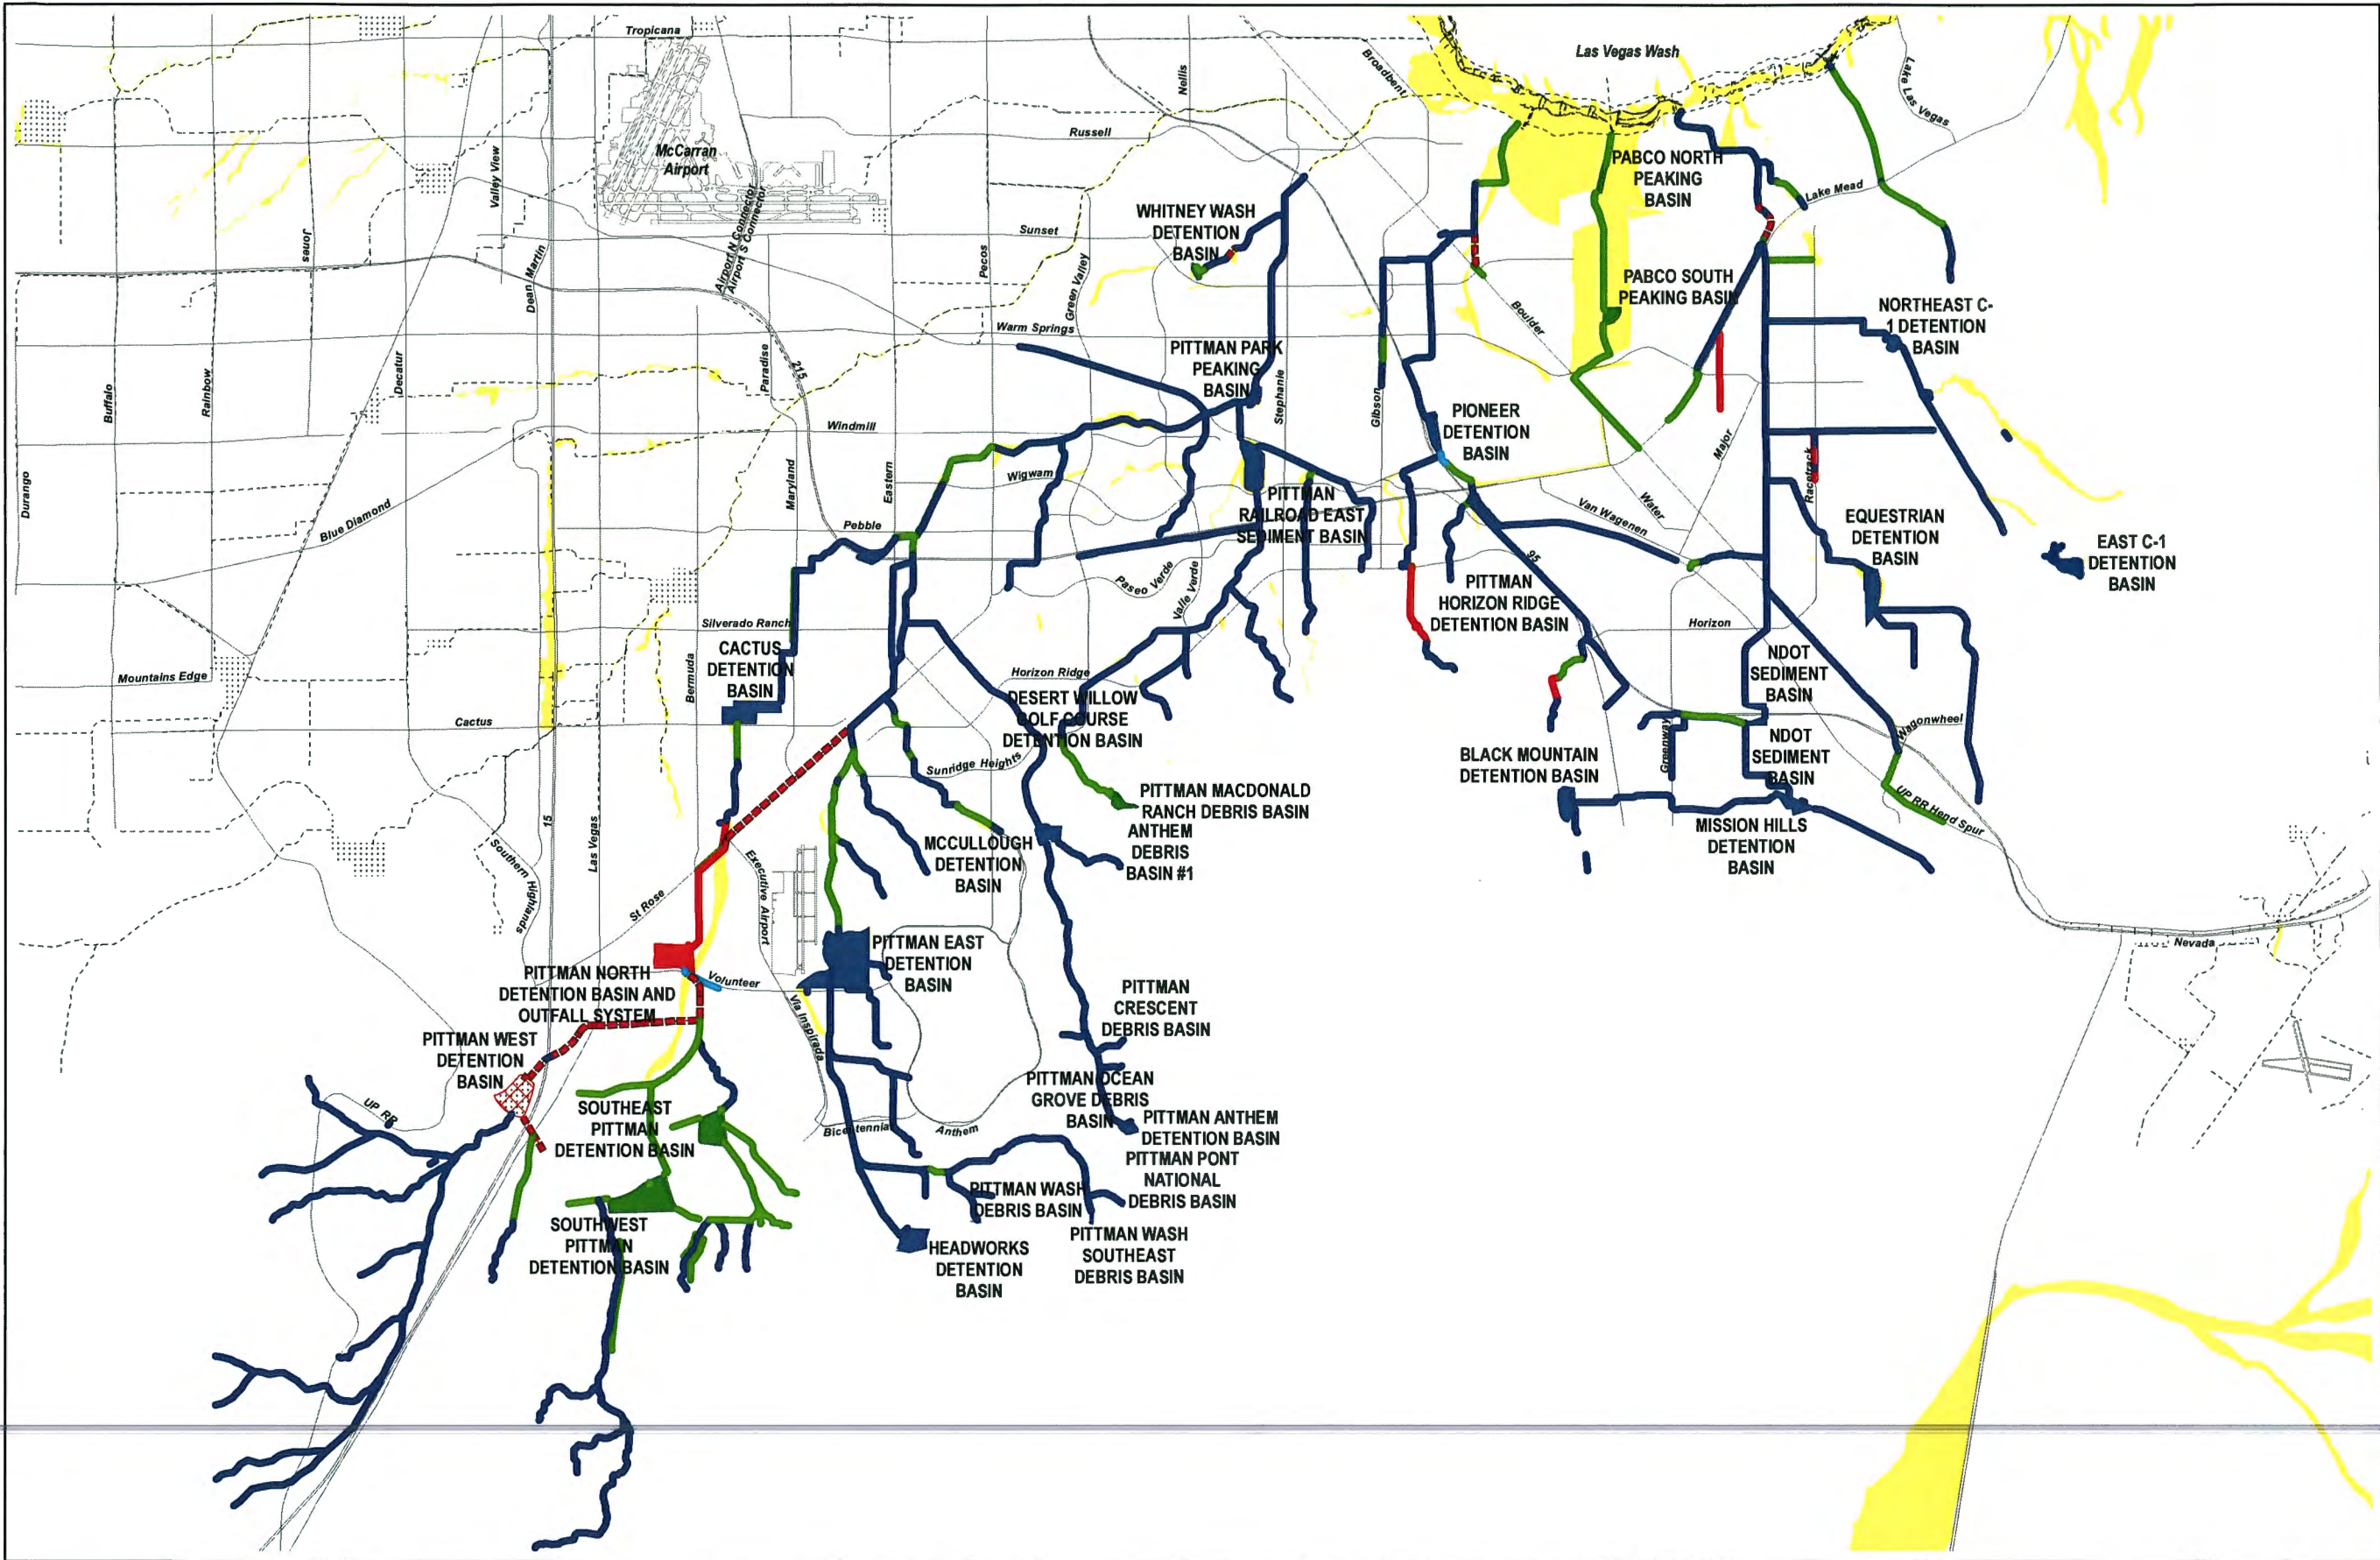 Tropicana
Las Vegas Wash
Broadbent
Nellis
Lake Las Vegas
Russell
McCarran
Airport
Valley View
Airport N Connector
Airport S Connector
PABCO NORTH
PEAKING
BASIN
Lake Mead
WHITNEY WASH
DETENTION
BASIN
Sunset
Jones
Pecos
Green Valley
Dean Martin
PABCO SOUTH
PEAKING BASIN
Boulder
NORTHEAST C-
1 DETENTION
BASIN
Warm Springs
PITTMAN PARK
PEAKING
BASIN
Stephanie
Gibson
Buffalo
Rainbow
Decatur
Paradise
215
PIONEER
DETENTION
BASIN
Windmill
Major
Racetrack
Durango
Blue Diamond
Maryland
Eastern
Wigwam
Pebble
PITTMAN
RAILROAD EAST
SEDIMENT BASIN
Van Wagenen
Water
EQUESTRIAN
DETENTION
BASIN
EAST C-1
DETENTION
BASIN
95
Paseo Verde
Valle Verde
PITTMAN
HORIZON RIDGE
DETENTION BASIN
Silverado Ranch
Horizon
CACTUS
DETENTION
BASIN
Bermuda
Mountains Edge
Horizon Ridge
NDOT
SEDIMENT
BASIN
DESERT WILLOW
GOLF COURSE
DETENTION BASIN
Cactus
Wagonwheel
Greenway
NDOT
SEDIMENT
BASIN
BLACK MOUNTAIN
DETENTION BASIN
Sunridge Heights
PITTMAN MACDONALD
RANCH DEBRIS BASIN
UP RR Hend Spur
ANTHEM
DEBRIS
BASIN #1
MISSION HILLS
DETENTION
BASIN
15
Las Vegas
Southern Highlands
MCCULLOUGH
DETENTION
BASIN
Executive Airport
St Rose
PITTMAN EAST
DETENTION
BASIN
Nevada
PITTMAN NORTH
DETENTION BASIN AND
OUTFALL SYSTEM
Volunteer
Via Inspirada
PITTMAN
CRESCENT
DEBRIS BASIN
PITTMAN WEST
DETENTION
BASIN
UP RR
PITTMAN OCEAN
GROVE DEBRIS
BASIN
SOUTHEAST
PITTMAN
DETENTION BASIN
PITTMAN ANTHEM
DETENTION BASIN
Bicentennial
Anthem
PITTMAN PONT
NATIONAL
DEBRIS BASIN
PITTMAN WASH
DEBRIS BASIN
SOUTHWEST
PITTMAN
DETENTION BASIN
PITTMAN WASH
SOUTHEAST
DEBRIS BASIN
HEADWORKS
DETENTION
BASIN